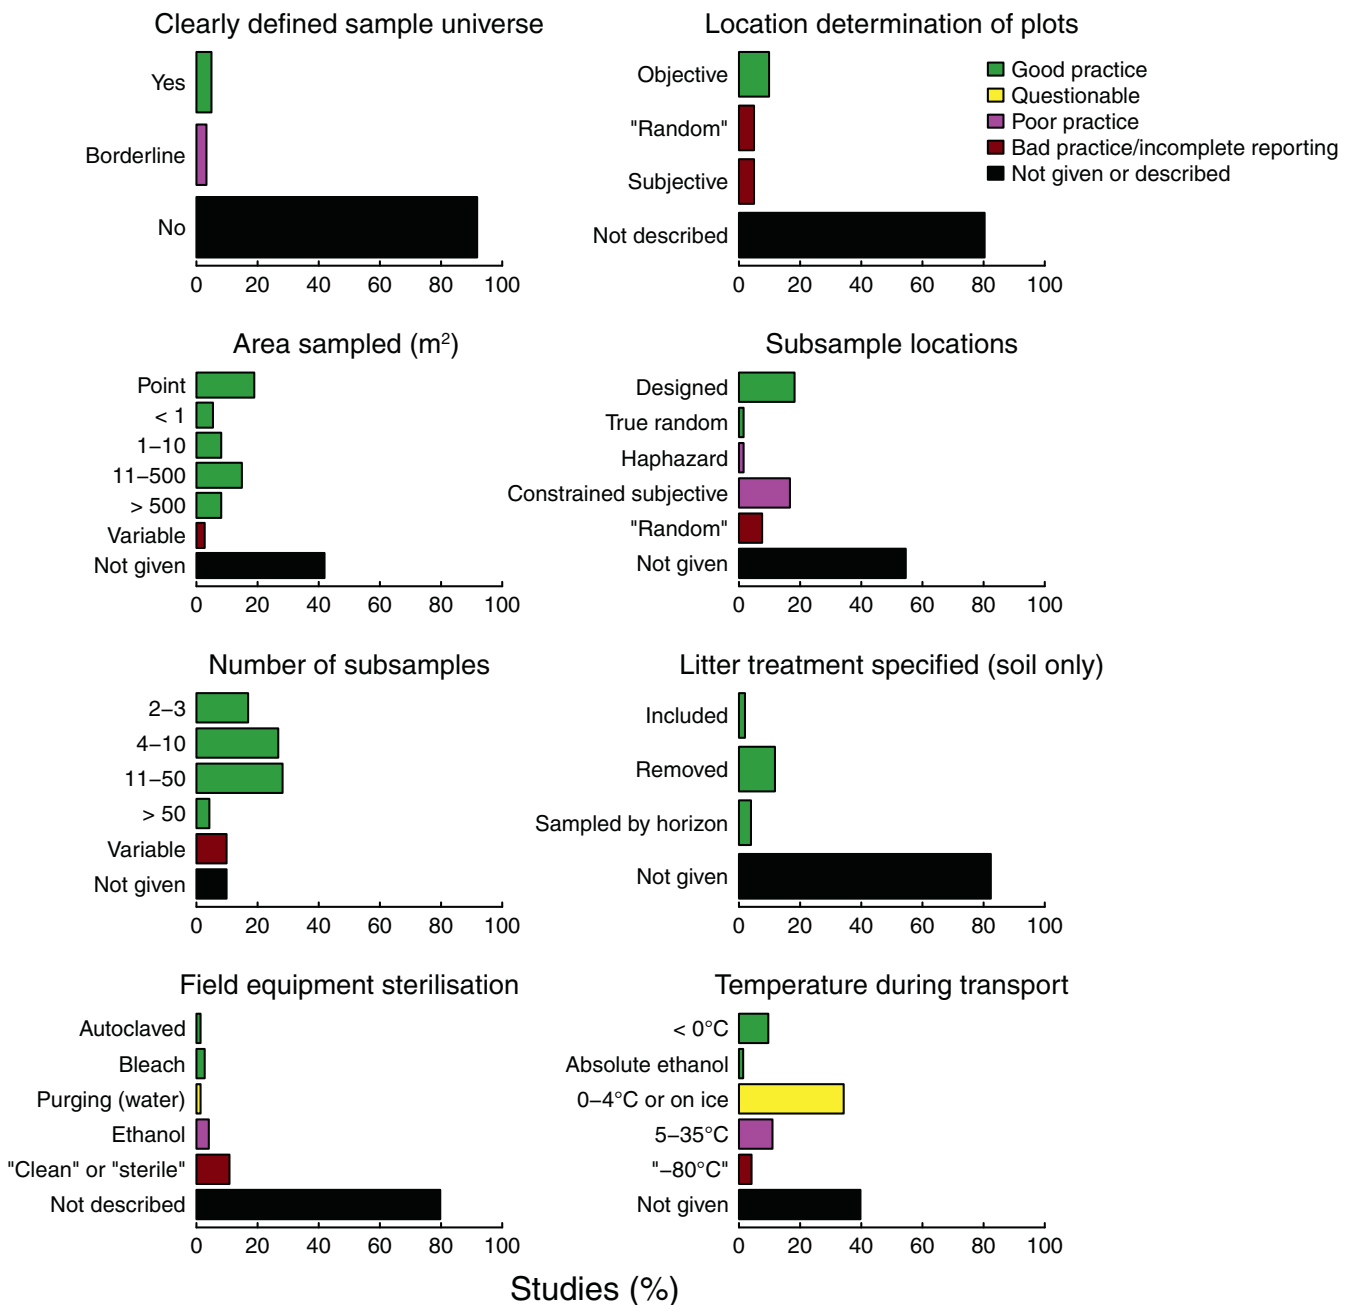 Clearly defined sample universe
Yes
Borderline
No
0 20 40 60 80 100
Location determination of plots
Objective
"Random"
Subjective
Not described
0 20 40 60 80 100
Good practice
Questionable
Poor practice
Bad practice/incomplete reporting
Not given or described
Area sampled (m²)
Point
< 1
1–10
11–500
> 500
Variable
Not given
0 20 40 60 80 100
Subsample locations
Designed
True random
Haphazard
Constrained subjective
"Random"
Not given
0 20 40 60 80 100
Number of subsamples
2–3
4–10
11–50
> 50
Variable
Not given
0 20 40 60 80 100
Litter treatment specified (soil only)
Included
Removed
Sampled by horizon
Not given
0 20 40 60 80 100
Field equipment sterilisation
Autoclaved
Bleach
Purging (water)
Ethanol
"Clean" or "sterile"
Not described
0 20 40 60 80 100
Temperature during transport
< 0°C
Absolute ethanol
0–4°C or on ice
5–35°C
"–80°C"
Not given
0 20 40 60 80 100
Studies (%)